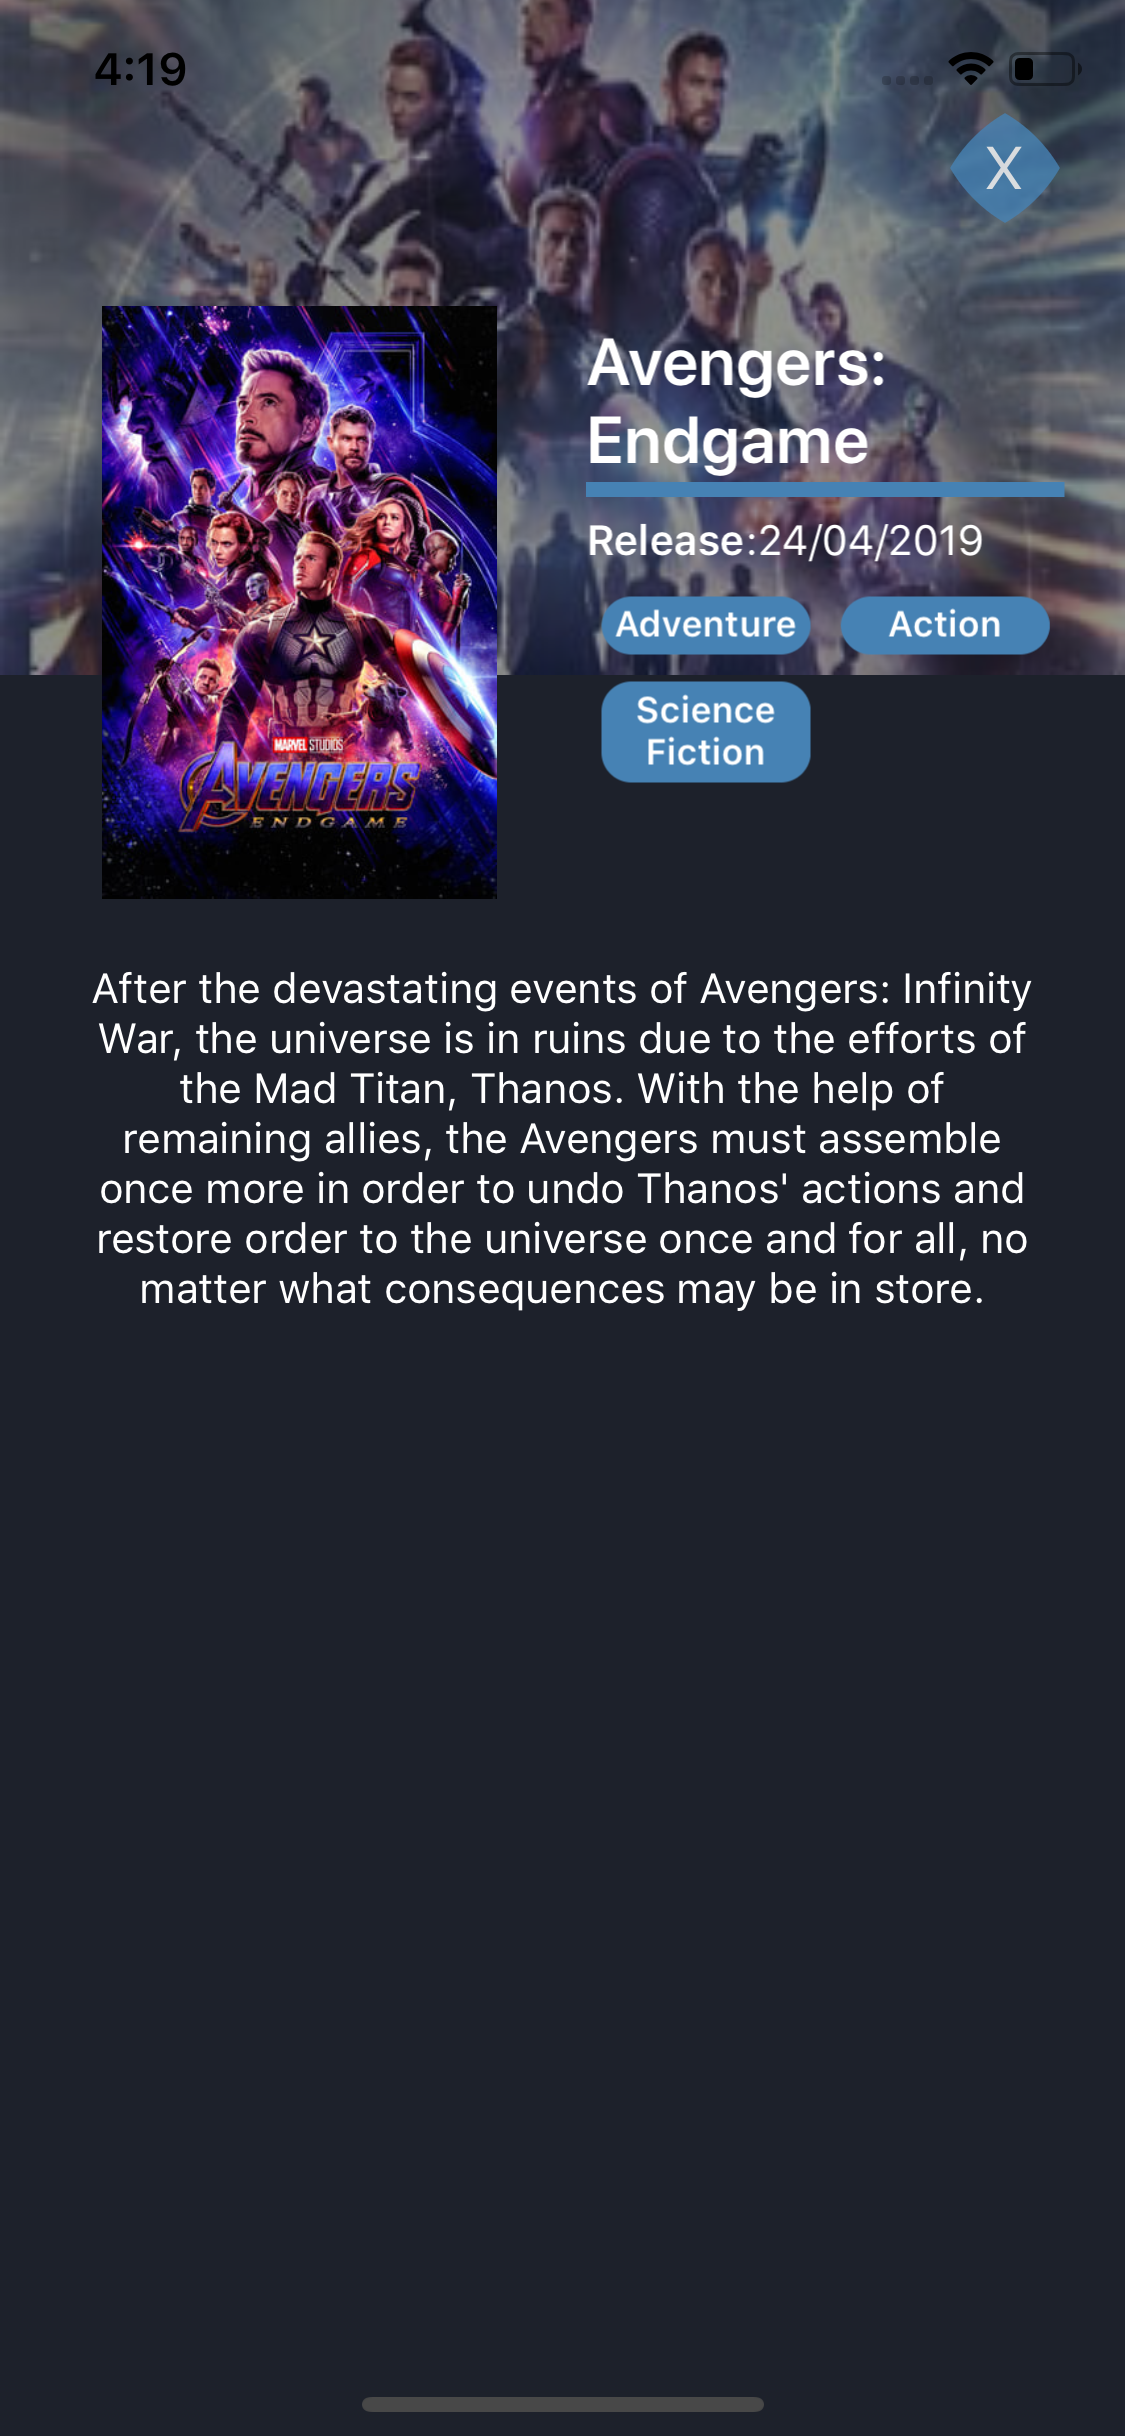 4:19
X
Avengers:
Endgame
Release:24/04/2019
Adventure
Action
Science
Fiction
MARVEL STUDIOS
AVENGERS
ENDGAME
After the devastating events of Avengers: Infinity
War, the universe is in ruins due to the efforts of
the Mad Titan, Thanos. With the help of
remaining allies, the Avengers must assemble
once more in order to undo Thanos' actions and
restore order to the universe once and for all, no
matter what consequences may be in store.